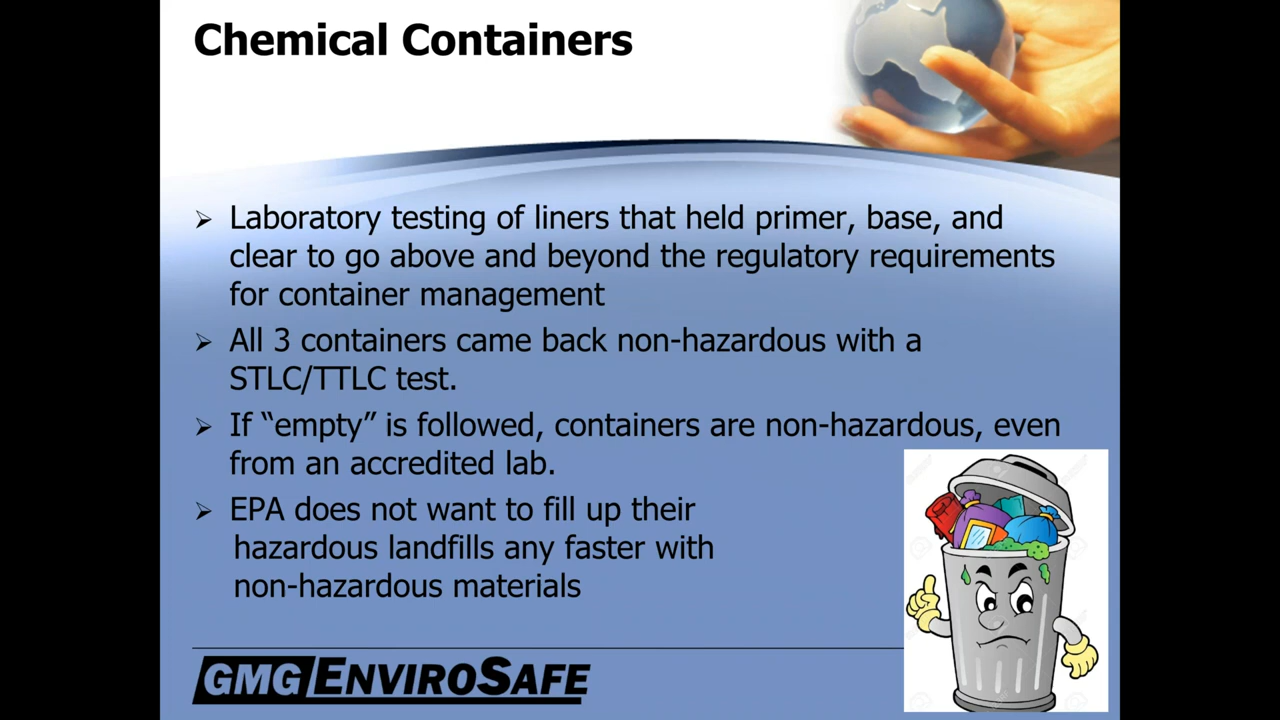 Chemical Containers
Laboratory testing of liners that held primer, base, and
clear to go above and beyond the regulatory requirements
for container management
All 3 containers came back non-hazardous with a
STLC/TTLC test.
If “empty” is followed, containers are non-hazardous, even
from an accredited lab.
EPA does not want to fill up their
hazardous landfills any faster with
non-hazardous materials
GMG ENVIROSAFE